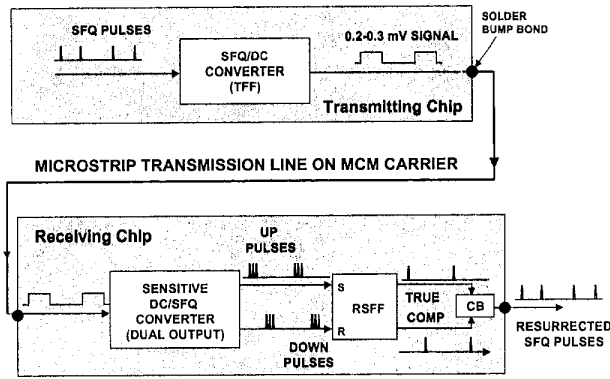 SFQ PULSES
SFQ/DC
CONVERTER
(TFF)
0.2-0.3 mV SIGNAL
SOLDER
BUMP BOND
Transmitting Chip
MICROSTRIP TRANSMISSION LINE ON MCM CARRIER
Receiving Chip
SENSITIVE
DC/SFQ
CONVERTER
(DUAL OUTPUT)
UP
PULSES
DOWN
PULSES
S
R
RSFF
TRUE
COMP
CB
RESURRECTED
SFQ PULSES